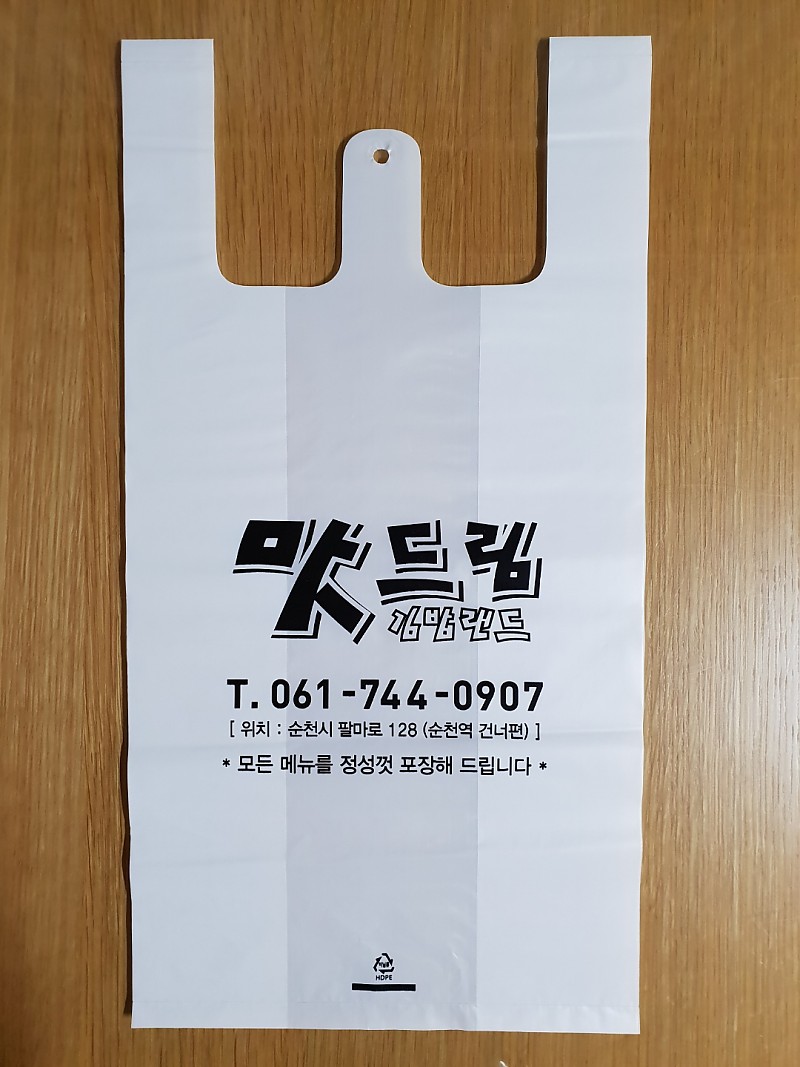 맛드림
김밥랜드
T. 061-744-0907
[ 위치 : 순천시 팔마로 128 (순천역 건너편) ]
* 모든 메뉴를 정성껏 포장해 드립니다 *
HDPE